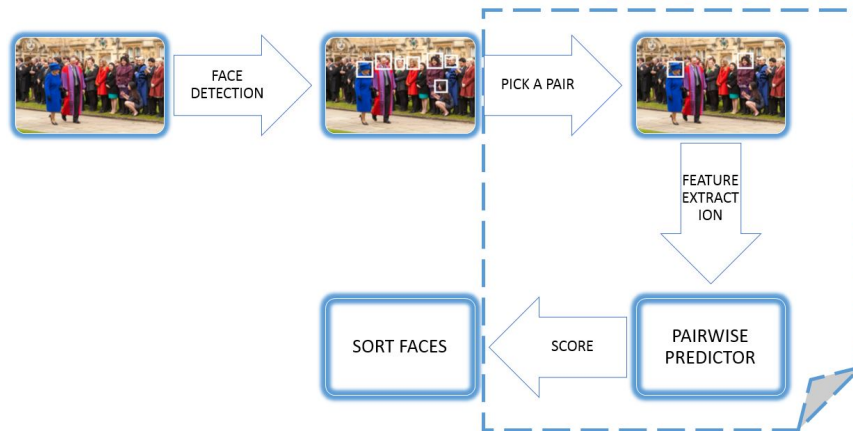 FACE
DETECTION
PICK A PAIR
FEATURE
EXTRACT
ION
PAIRWISE
PREDICTOR
SCORE
SORT FACES